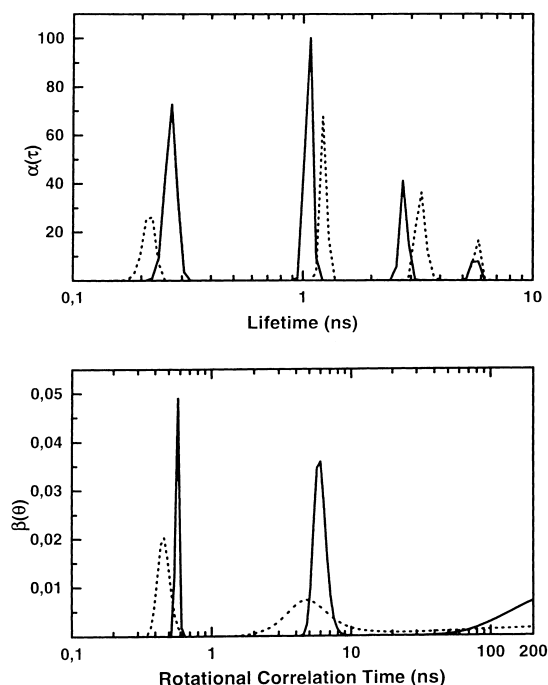 100
80
60
40
20
α(τ)
0,1 1 10
Lifetime (ns)
0,05
0,04
0,03
0,02
0,01
β(θ)
0,1 1 10 100 200
Rotational Correlation Time (ns)